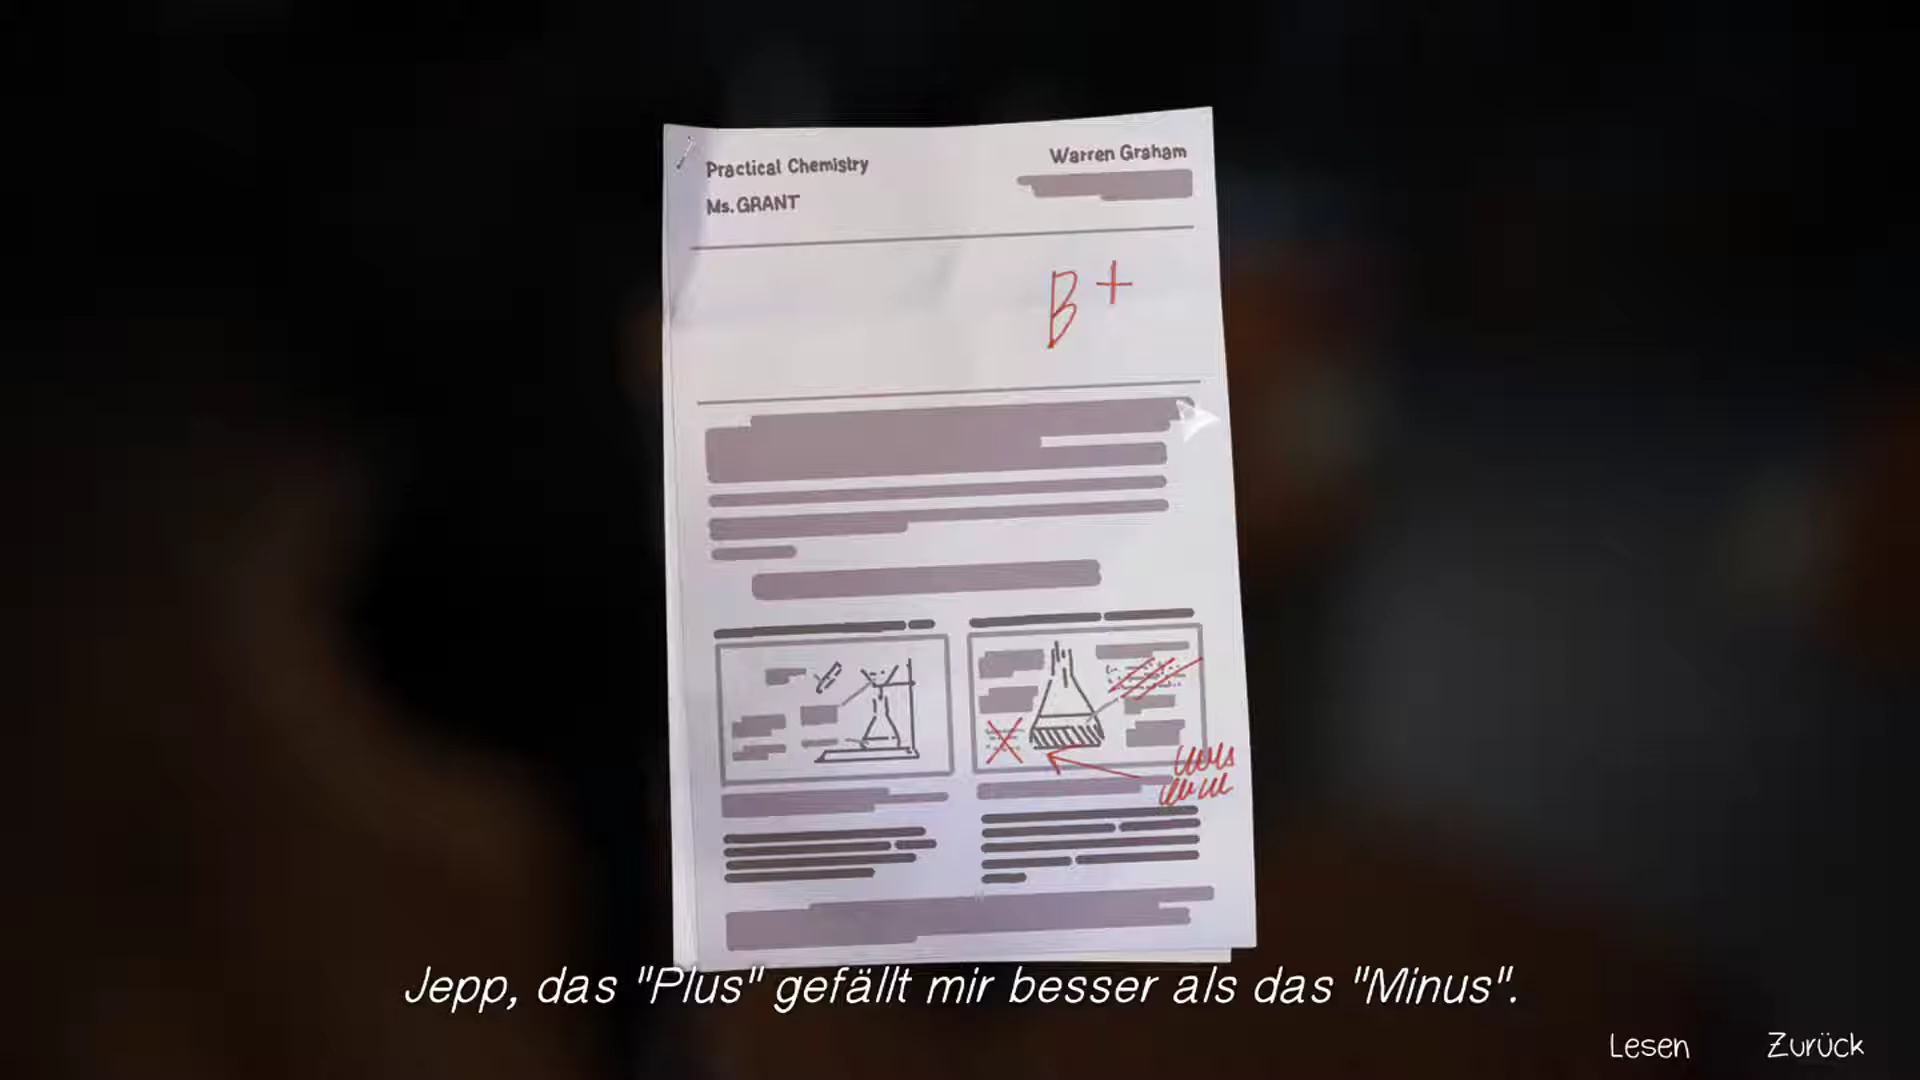 Practical Chemistry
Warren Graham
Ms. GRANT
B+
Jepp, das "Plus" gefällt mir besser als das "Minus".
Lesen
Zurück